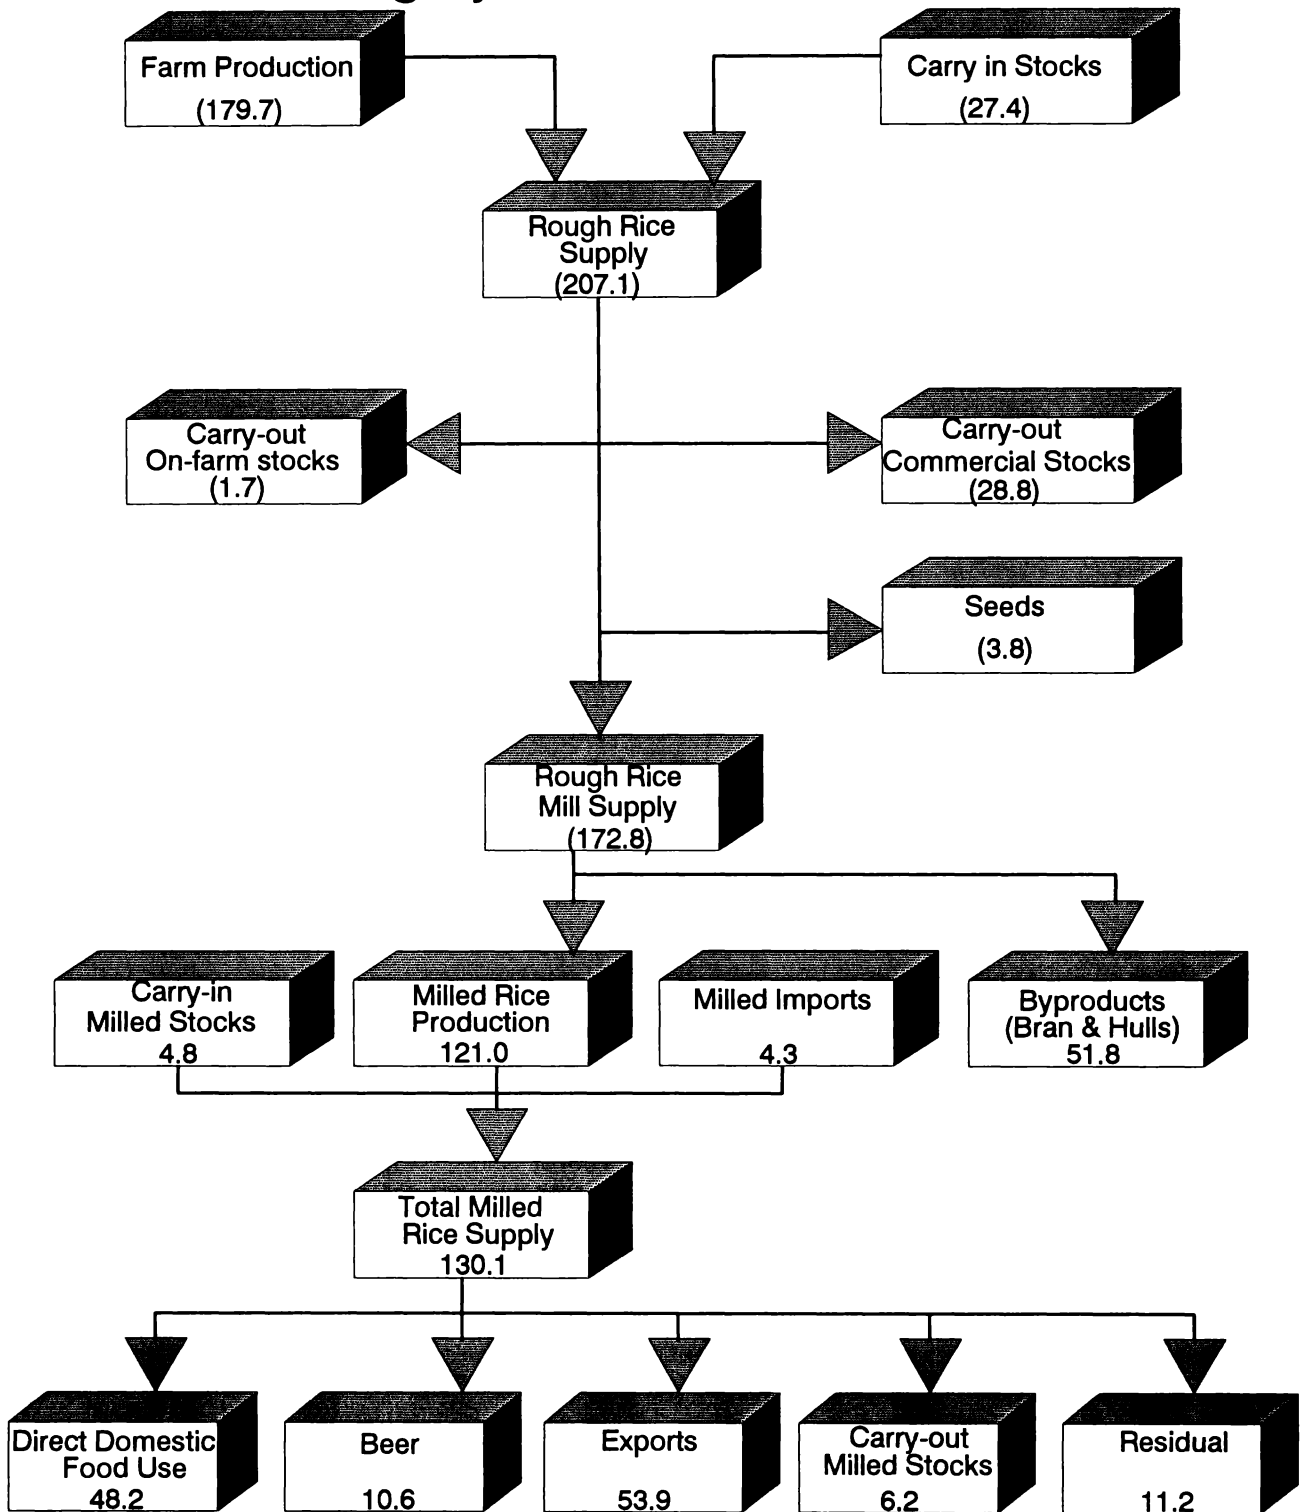 Farm Production
(179.7)
Carry in Stocks
(27.4)
Rough Rice
Supply
(207.1)
Carry-out
On-farm stocks
(1.7)
Carry-out
Commercial Stocks
(28.8)
Seeds
(3.8)
Rough Rice
Mill Supply
(172.8)
Carry-in
Milled Stocks
4.8
Milled Rice
Production
121.0
Milled Imports
4.3
Byproducts
(Bran & Hulls)
51.8
Total Milled
Rice Supply
130.1
Direct Domestic
Food Use
48.2
Beer
10.6
Exports
53.9
Carry-out
Milled Stocks
6.2
Residual
11.2